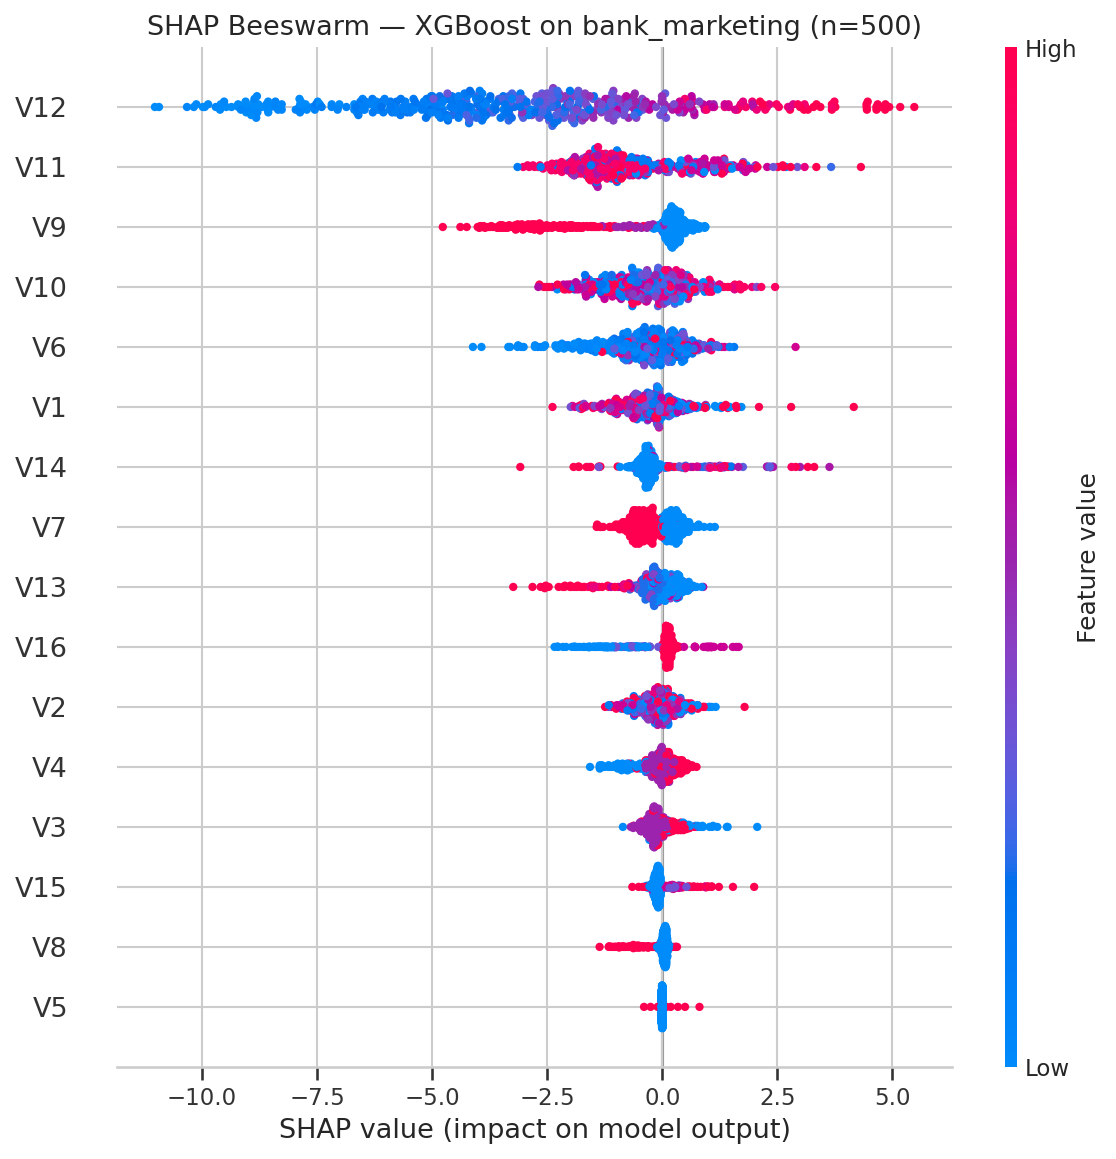 SHAP Beeswarm — XGBoost on bank_marketing (n=500)
High
V12
V11
V9
V10
V6
V1
V14
V7
V13
V16
V2
V4
V3
V15
V8
V5
Feature value
Low
−10.0 −7.5 −5.0 −2.5 0.0 2.5 5.0
SHAP value (impact on model output)